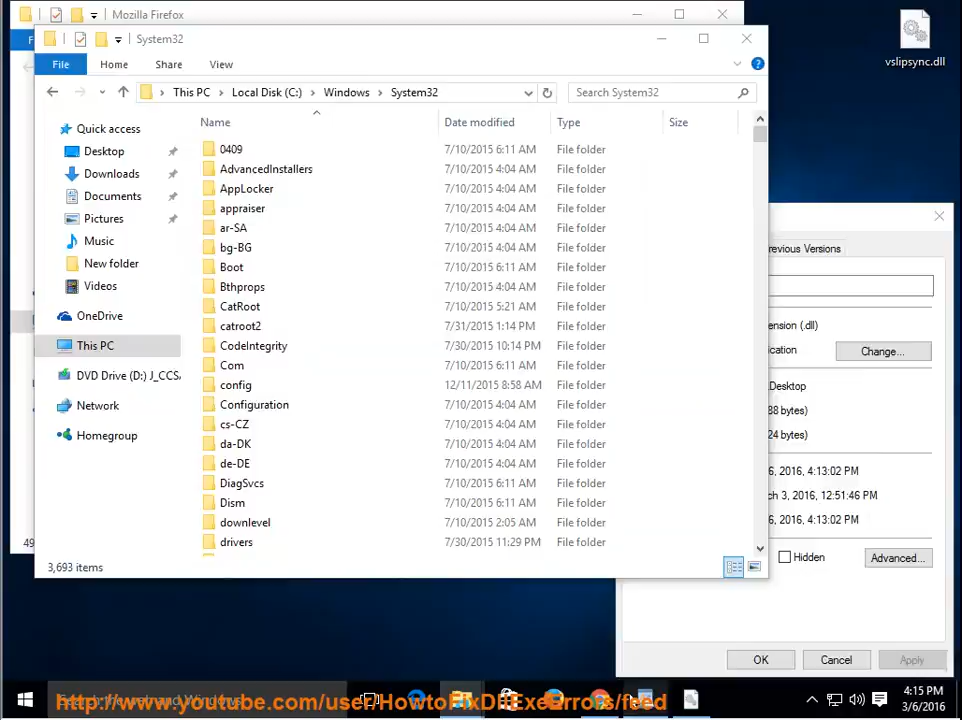 Mozilla Firefox
System32
vslipsync.dll
File
Home
Share
View
This PC
Local Disk (C:)
Windows
System32
Search System32
Name
Date modified
Type
Size
Quick access
Desktop
Downloads
Documents
Pictures
Music
New folder
Videos
OneDrive
This PC
DVD Drive (D:) J_CCSA
Network
Homegroup
0409 7/10/2015 6:11 AM File folder
AdvancedInstallers 7/10/2015 4:04 AM File folder
AppLocker 7/10/2015 4:04 AM File folder
appraiser 7/10/2015 4:04 AM File folder
ar-SA 7/10/2015 4:04 AM File folder
bg-BG 7/10/2015 4:04 AM File folder
Boot 7/10/2015 6:11 AM File folder
Bthprops 7/10/2015 4:04 AM File folder
CatRoot 7/10/2015 5:21 AM File folder
catroot2 7/31/2015 1:14 PM File folder
CodeIntegrity 7/30/2015 10:14 PM File folder
Com 7/10/2015 6:11 AM File folder
config 12/11/2015 8:58 AM File folder
Configuration 7/10/2015 4:04 AM File folder
cs-CZ 7/10/2015 4:04 AM File folder
da-DK 7/10/2015 4:04 AM File folder
de-DE 7/10/2015 4:04 AM File folder
DiagSvcs 7/10/2015 6:11 AM File folder
Dism 7/10/2015 6:11 AM File folder
downlevel 7/10/2015 2:05 AM File folder
drivers 7/30/2015 11:29 PM File folder
3,693 items
49
revious Versions
ension (.dll)
ication
Change...
Desktop
38 bytes)
24 bytes)
6, 2016, 4:13:02 PM
ch 3, 2016, 12:51:46 PM
6, 2016, 4:13:02 PM
Hidden
Advanced...
OK
Cancel
Apply
Search the web and Windows
http://www.youtube.com/user/HowtoFixDllExeErrors/feed
4:15 PM
3/6/2016